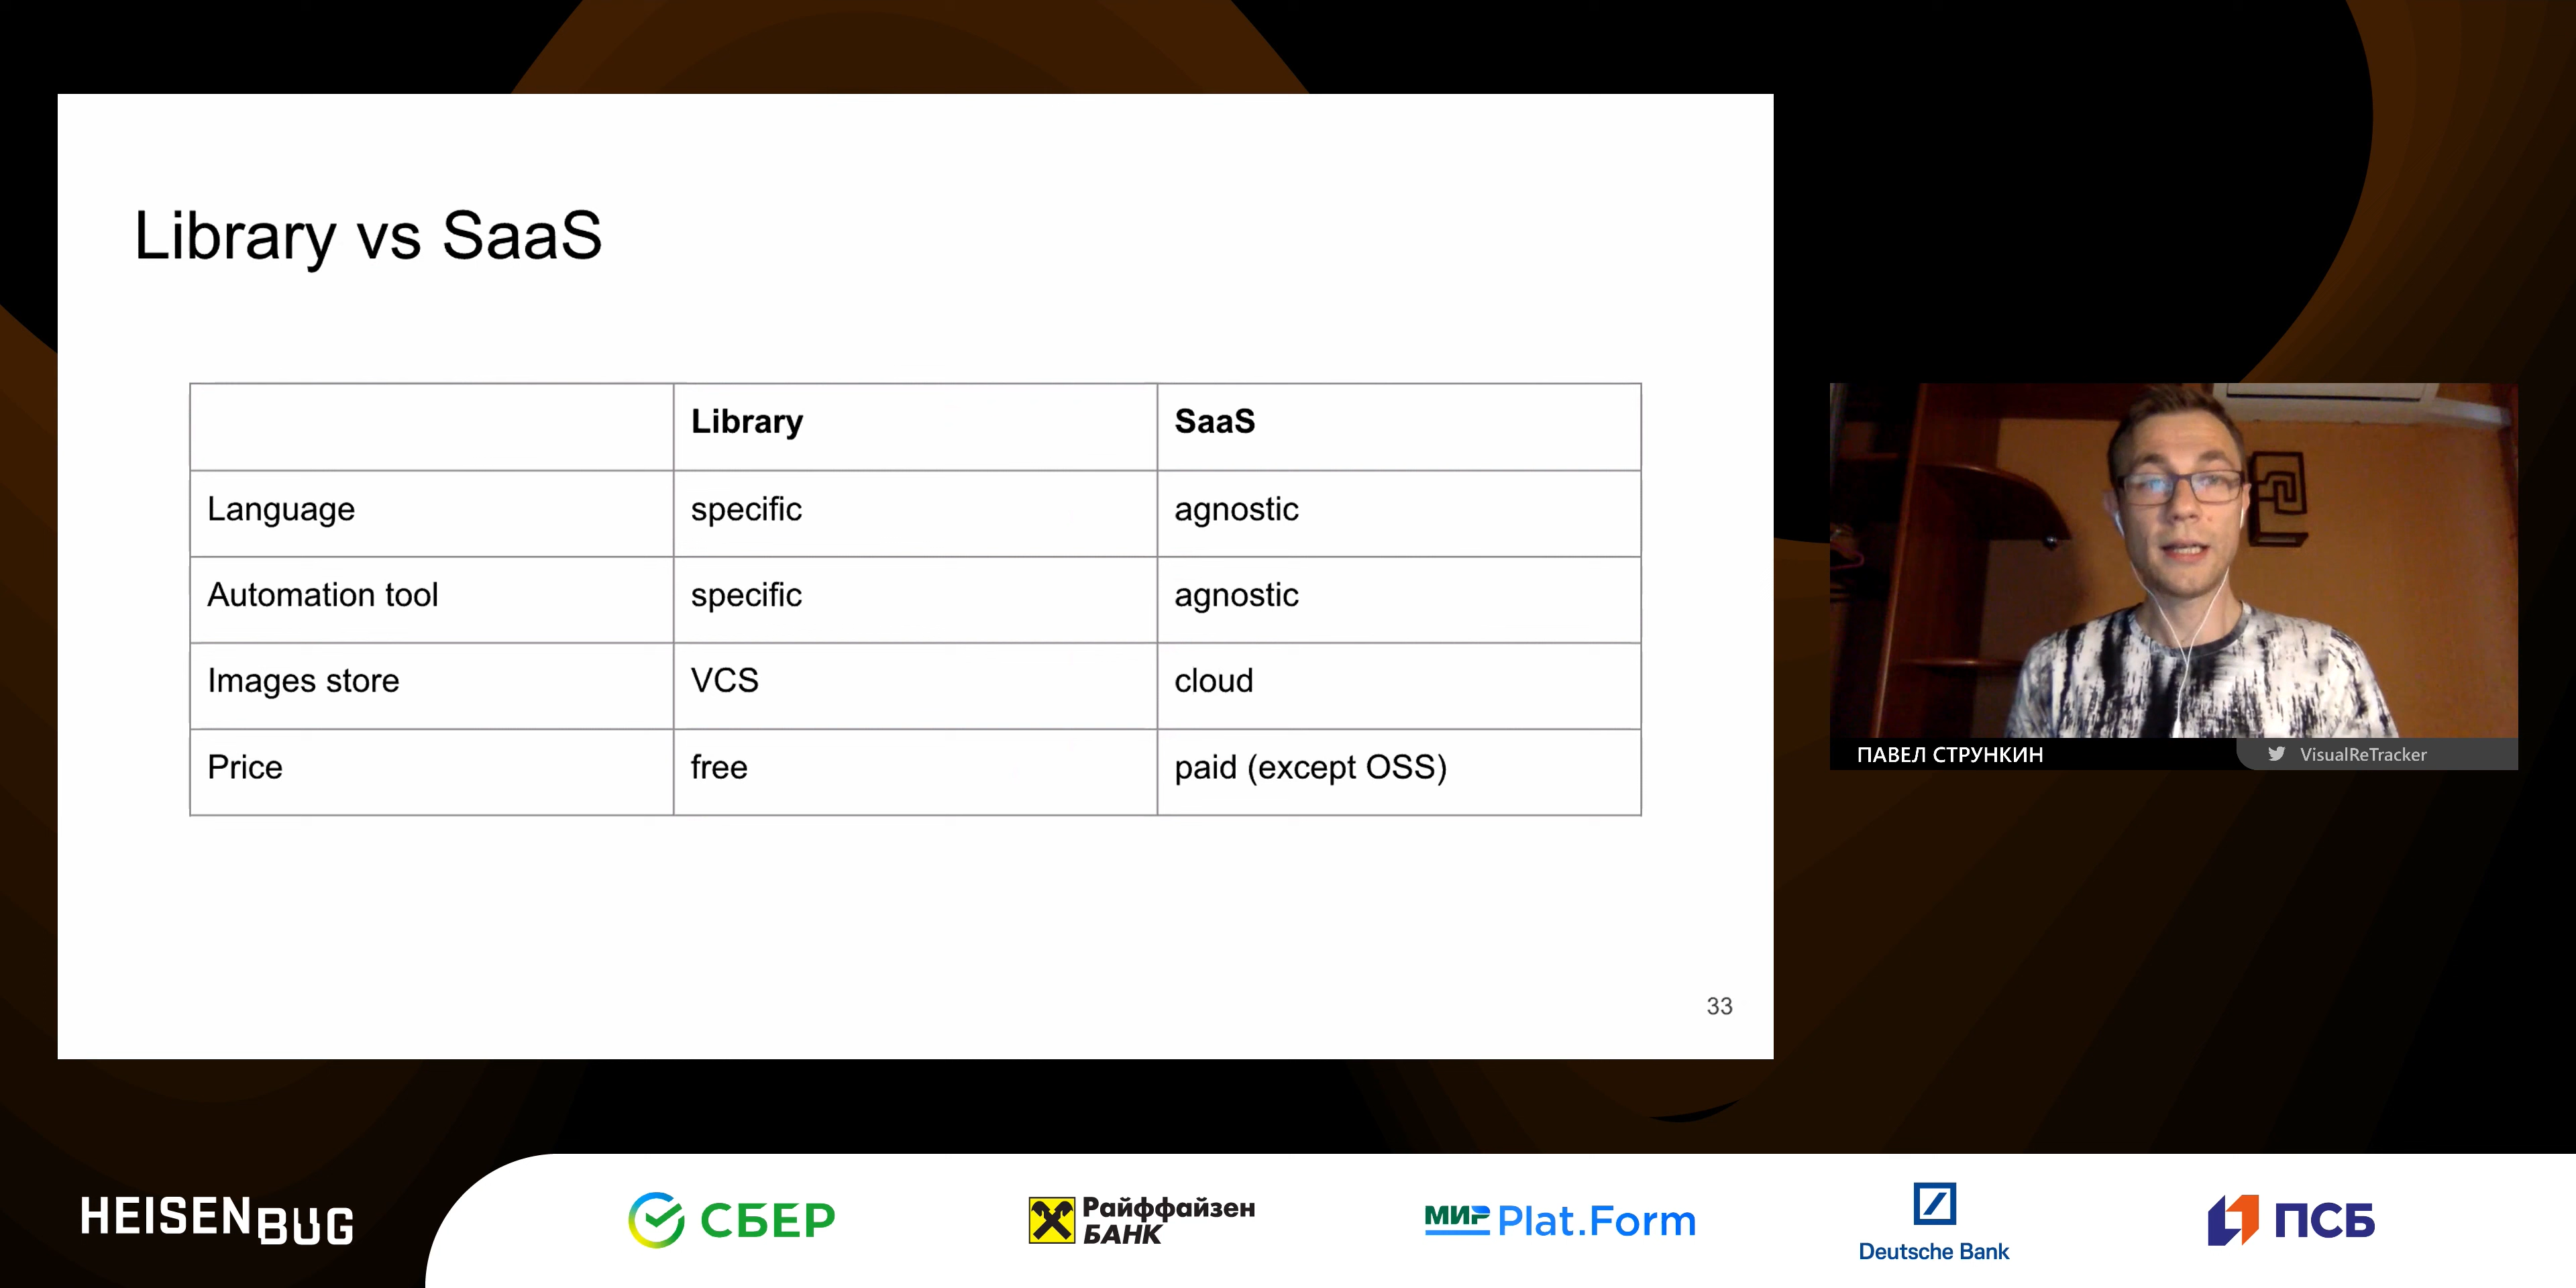 Library vs SaaS
Library SaaS
Language specific agnostic
Automation tool specific agnostic
Images store VCS cloud
Price free paid (except OSS)
33
ПАВЕЛ СТРУНКИН VisualReTracker
HEISENBUG
СБЕР
Райффайзен
БАНК
МИР Plat.Form
Deutsche Bank
ПСБ